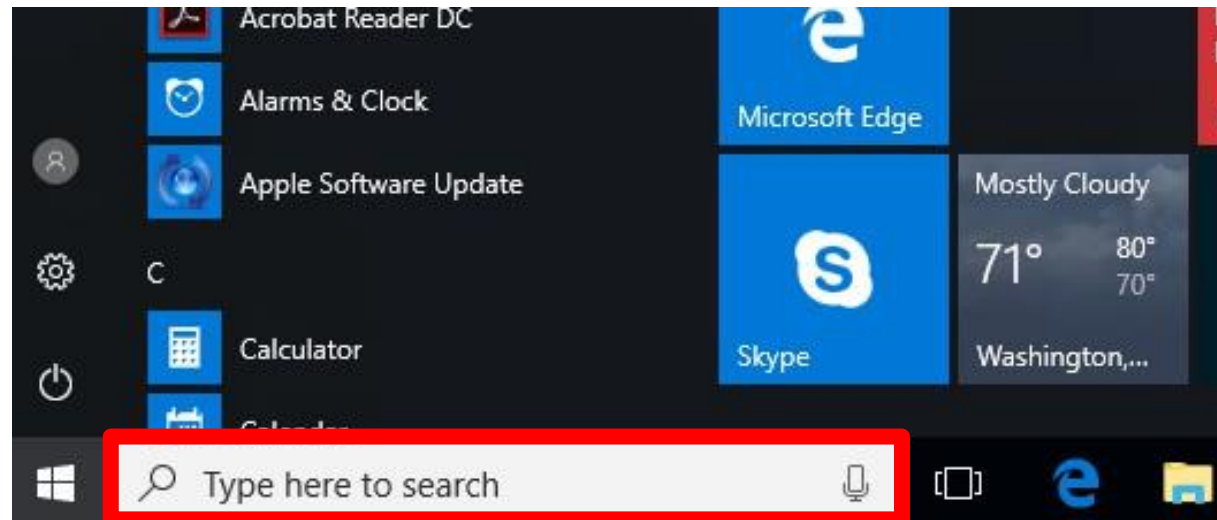 Acrobat Reader DC
Alarms & Clock
Apple Software Update
C
Calculator
Calendar
Microsoft Edge
Skype
Mostly Cloudy
71° 80°
70°
Washington,...
Type here to search